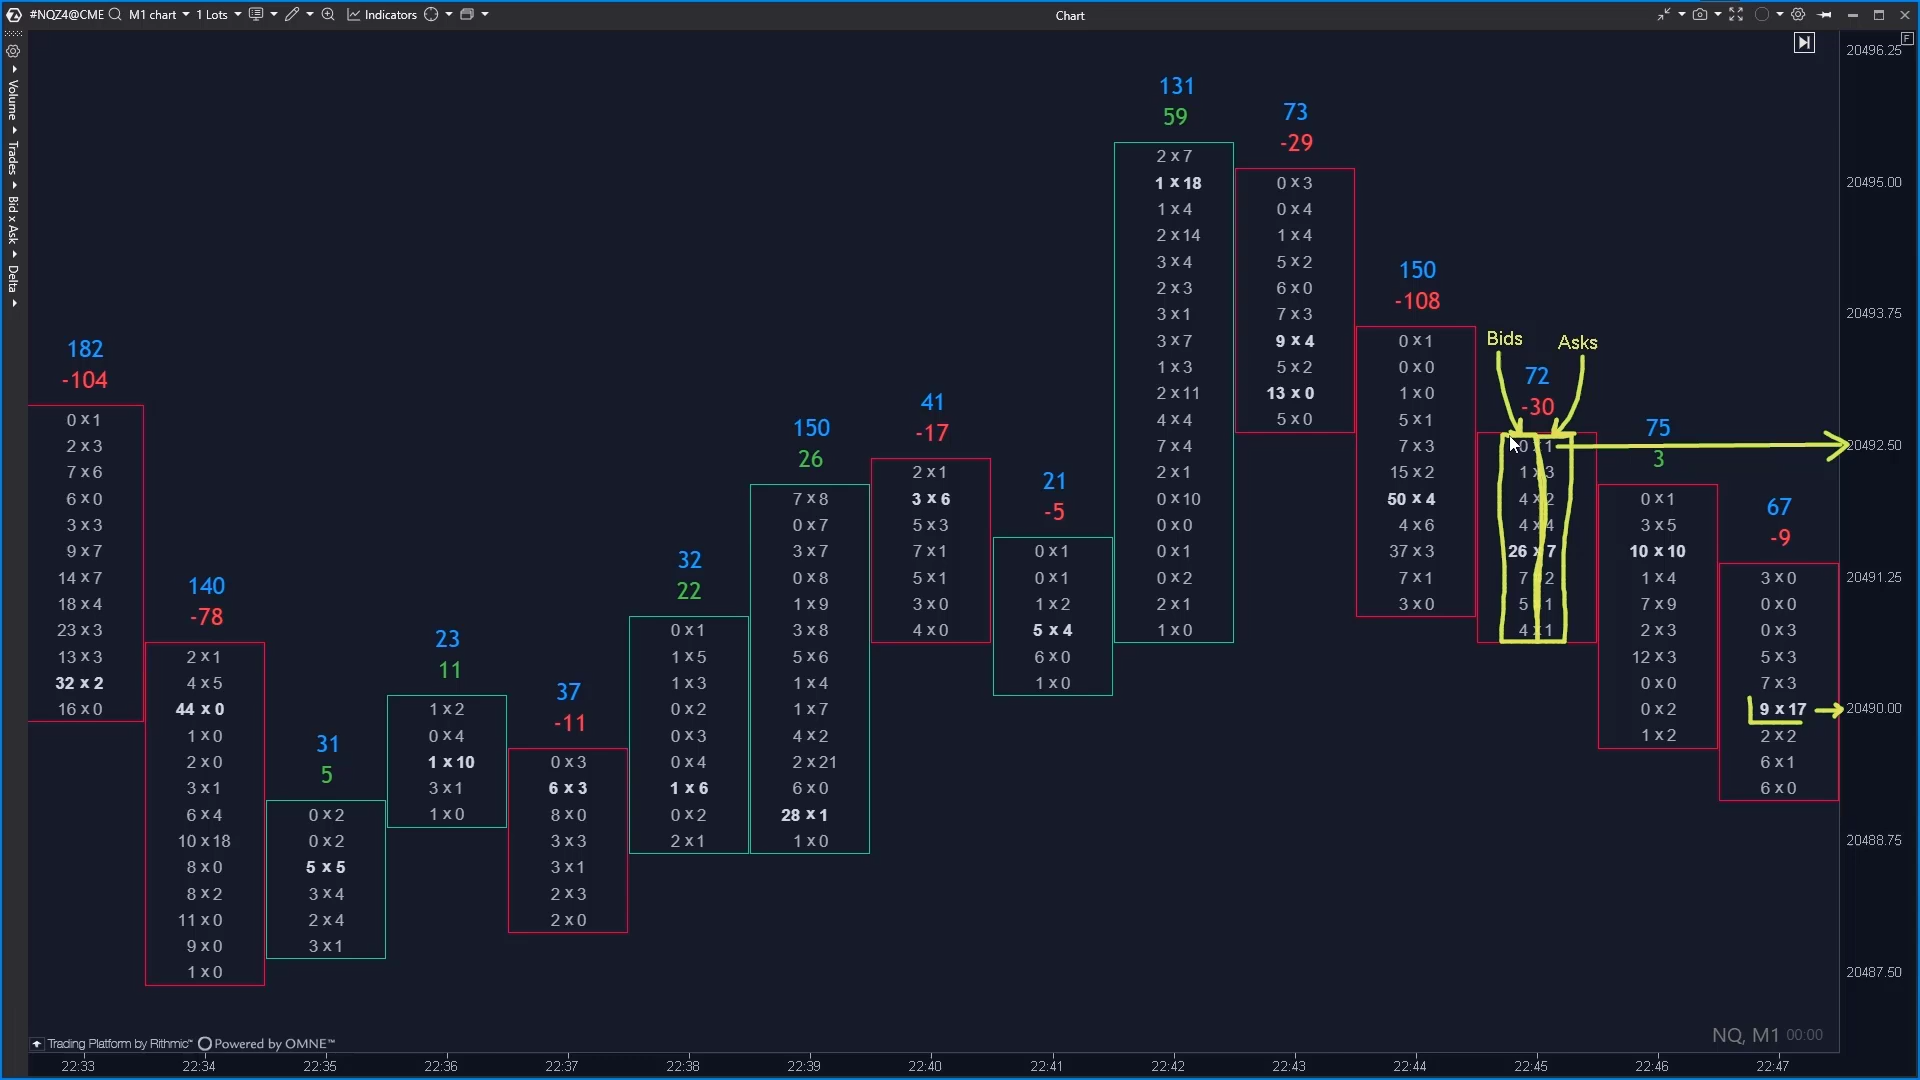 #NQZ4@CME M1 chart 1 Lots Indicators
Chart
Volume
Trades
Bid x Ask
Delta
182
-104
0 x 1
2 x 3
7 x 6
6 x 0
3 x 3
9 x 7
14 x 7
18 x 4
23 x 3
13 x 3
32 x 2
16 x 0
140
-78
2 x 1
4 x 5
44 x 0
1 x 0
2 x 0
3 x 1
6 x 4
10 x 18
8 x 0
8 x 2
11 x 0
9 x 0
1 x 0
31
5
0 x 2
0 x 2
5 x 5
3 x 4
2 x 4
3 x 1
23
11
1 x 2
0 x 4
1 x 10
3 x 1
1 x 0
37
-11
0 x 3
6 x 3
8 x 0
3 x 3
3 x 1
2 x 3
2 x 0
32
22
0 x 1
1 x 5
1 x 3
0 x 2
0 x 3
0 x 4
1 x 6
0 x 2
2 x 1
150
26
7 x 8
0 x 7
3 x 7
0 x 8
1 x 9
3 x 8
5 x 6
1 x 4
1 x 7
4 x 2
2 x 21
6 x 0
28 x 1
1 x 0
41
-17
2 x 1
3 x 6
5 x 3
7 x 1
5 x 1
3 x 0
4 x 0
21
-5
0 x 1
0 x 1
1 x 2
5 x 4
6 x 0
1 x 0
131
59
2 x 7
1 x 18
1 x 4
2 x 14
3 x 4
2 x 3
3 x 1
3 x 7
1 x 3
2 x 11
4 x 4
7 x 4
2 x 1
0 x 10
0 x 0
0 x 1
0 x 2
2 x 1
1 x 0
73
-29
0 x 3
0 x 4
1 x 4
5 x 2
6 x 0
7 x 3
9 x 4
5 x 2
13 x 0
5 x 0
150
-108
0 x 1
0 x 0
1 x 0
5 x 1
7 x 3
15 x 2
50 x 4
4 x 6
37 x 3
7 x 1
3 x 0
Bids
Asks
72
-30
0 x 1
1 x 3
4 x 2
4 x 4
26 x 7
7 x 2
5 x 1
4 x 1
75
3
0 x 1
3 x 5
10 x 10
1 x 4
7 x 9
2 x 3
12 x 3
0 x 0
0 x 2
1 x 2
67
-9
3 x 0
0 x 0
0 x 3
5 x 3
7 x 3
9 x 17
2 x 2
6 x 1
6 x 0
F
20496.25
20495.00
20493.75
20492.50
20491.25
20490.00
20488.75
20487.50
NQ, M1 00:00
Trading Platform by Rithmic™ Powered by OMNE™
22:33 22:34 22:35 22:36 22:37 22:38 22:39 22:40 22:41 22:42 22:43 22:44 22:45 22:46 22:47